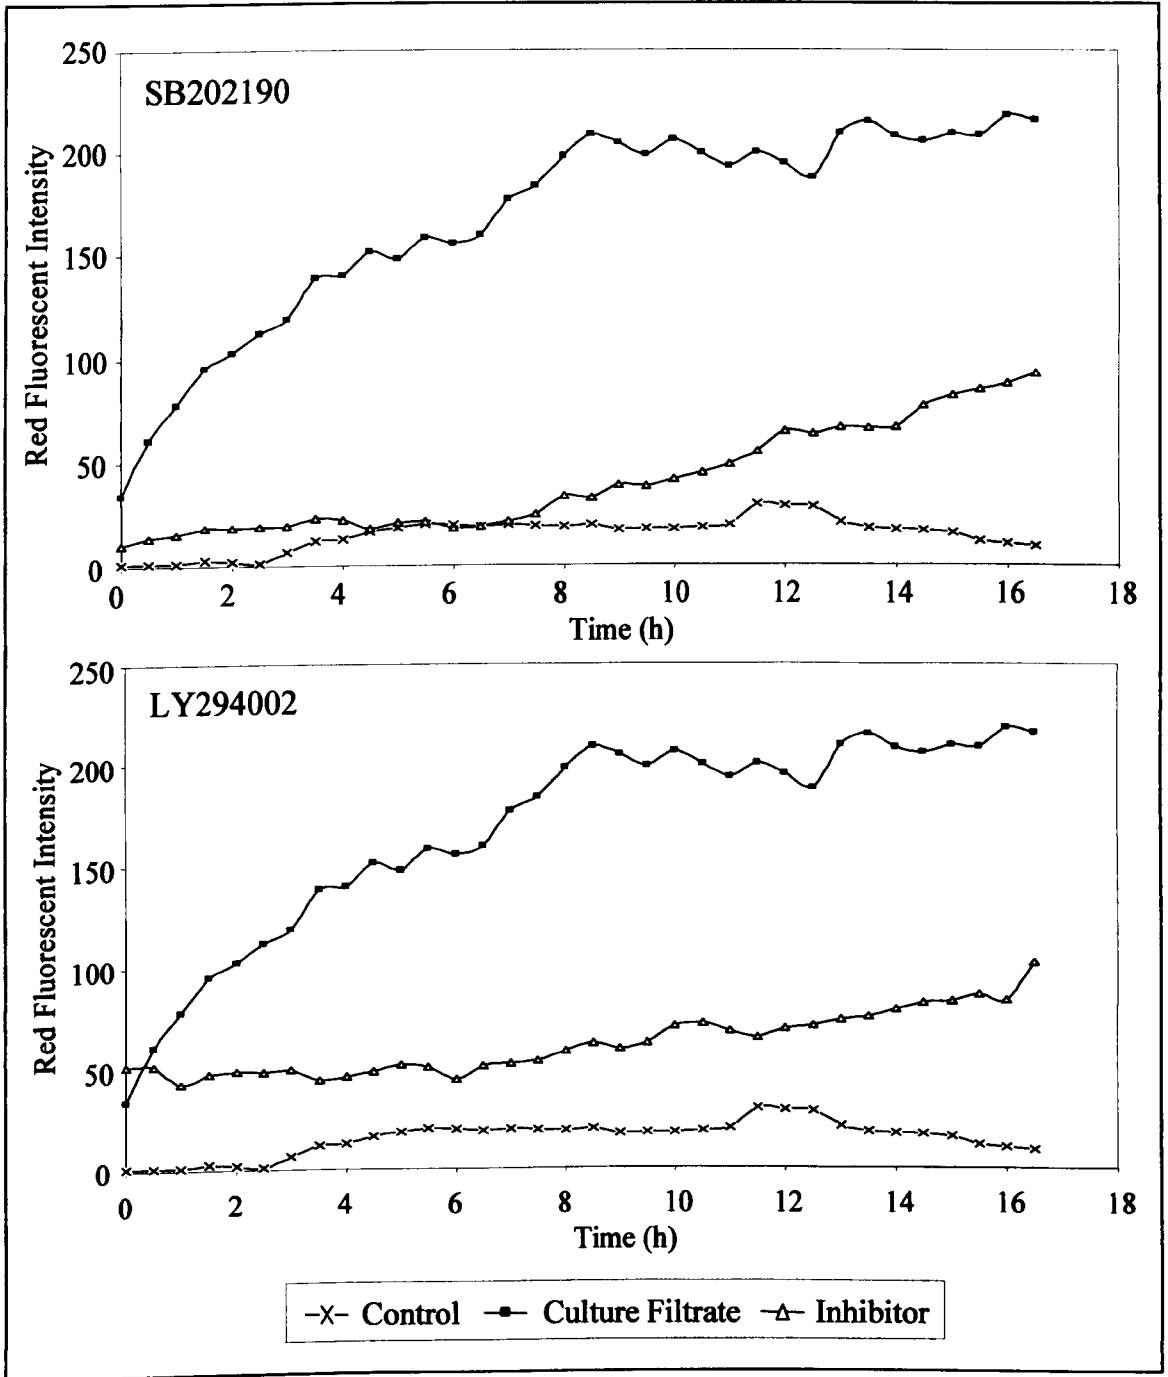 250
SB202190
200
150
100
50
0
Red Fluorescent Intensity
0 2 4 6 8 10 12 14 16 18
Time (h)
250
LY294002
200
150
100
50
0
Red Fluorescent Intensity
0 2 4 6 8 10 12 14 16 18
Time (h)
Control Culture Filtrate Inhibitor